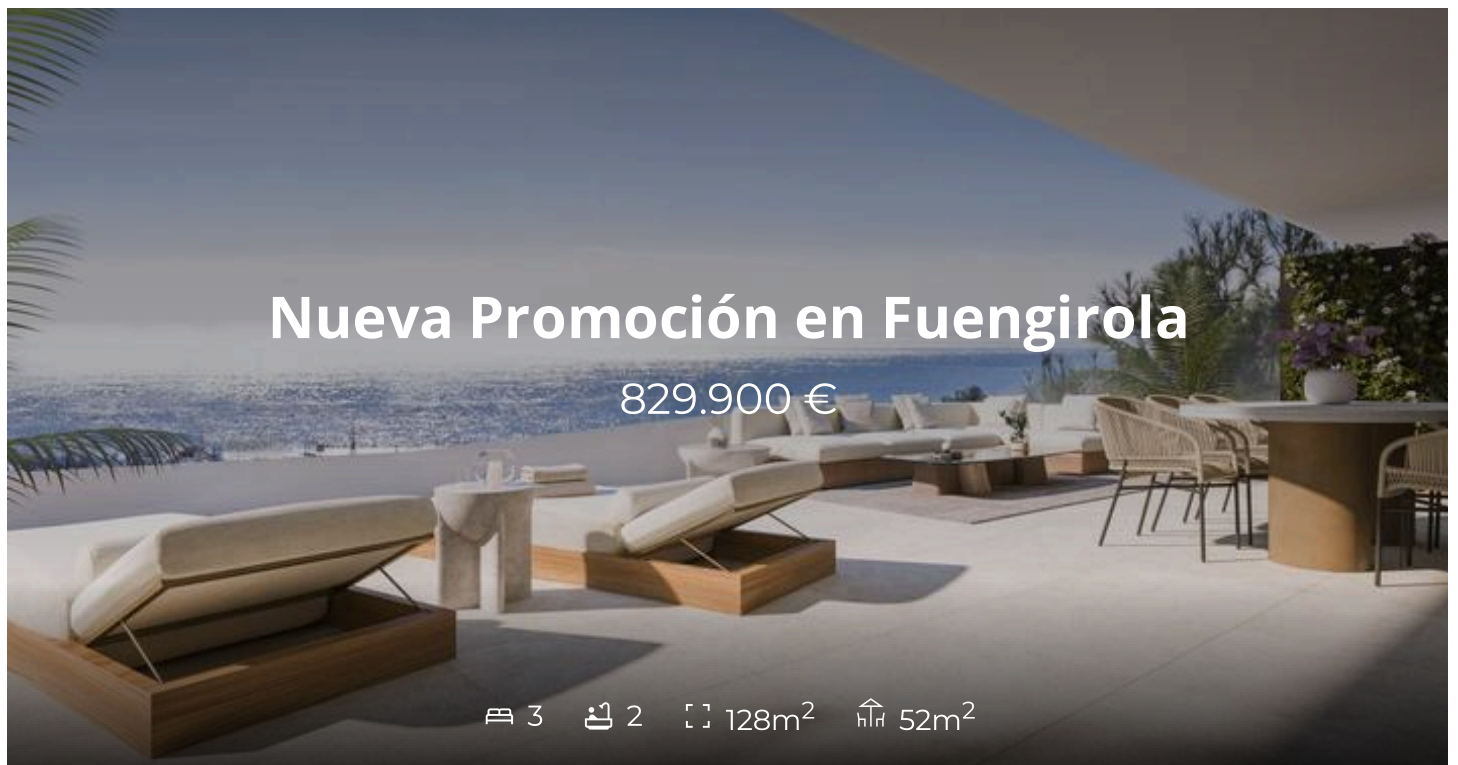 Nueva Promoción en Fuengirola
829.900 €
3 2 128m² 52m²